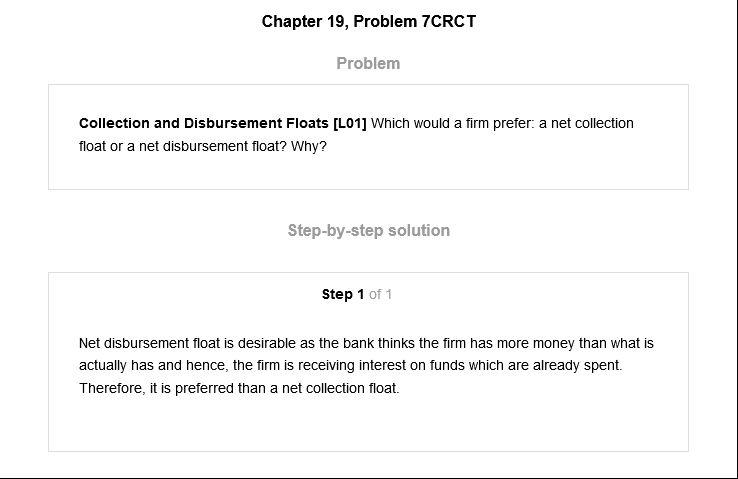 Chapter 19, Problem 7CRCT
Problem
Collection and Disbursement Floats [L01] Which would a firm prefer: a net collection
float or a net disbursement float? Why?
Step-by-step solution
Step 1 of 1
Net disbursement float is desirable as the bank thinks the firm has more money than what is
actually has and hence, the firm is receiving interest on funds which are already spent.
Therefore, it is preferred than a net collection float.